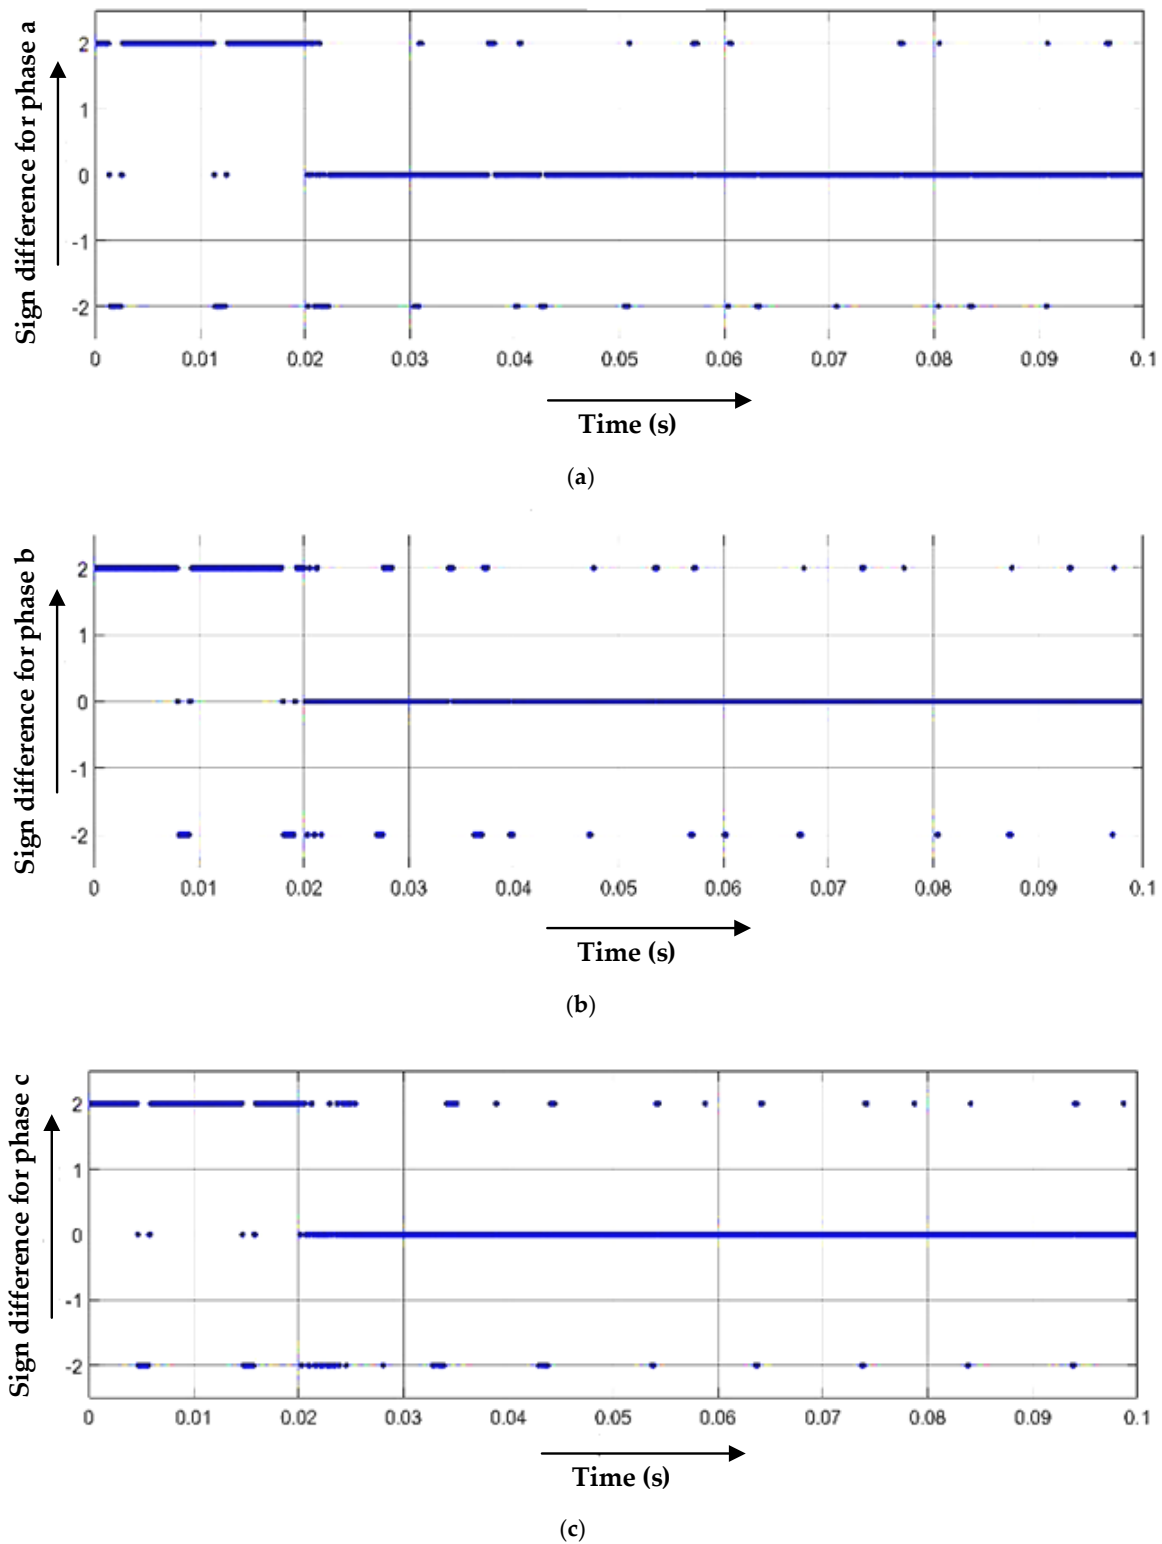 Sign difference for phase a
2
1
0
-1
-2
0 0.01 0.02 0.03 0.04 0.05 0.06 0.07 0.08 0.09 0.1
Time (s)
(a)
Sign difference for phase b
2
1
0
-1
-2
0 0.01 0.02 0.03 0.04 0.05 0.06 0.07 0.08 0.09 0.1
Time (s)
(b)
Sign difference for phase c
2
1
0
-1
-2
0 0.01 0.02 0.03 0.04 0.05 0.06 0.07 0.08 0.09 0.1
Time (s)
(c)